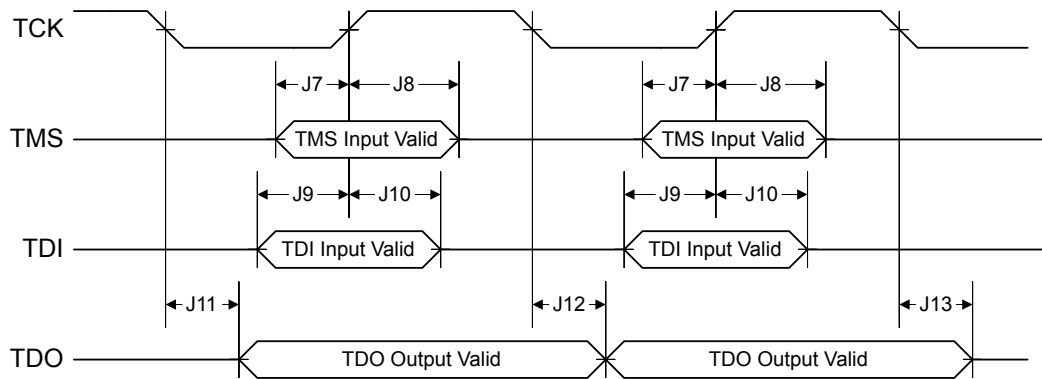 TCK
J7 J8 J7 J8
TMS TMS Input Valid TMS Input Valid
J9 J10 J9 J10
TDI TDI Input Valid TDI Input Valid
J11 J12 J13
TDO TDO Output Valid TDO Output Valid